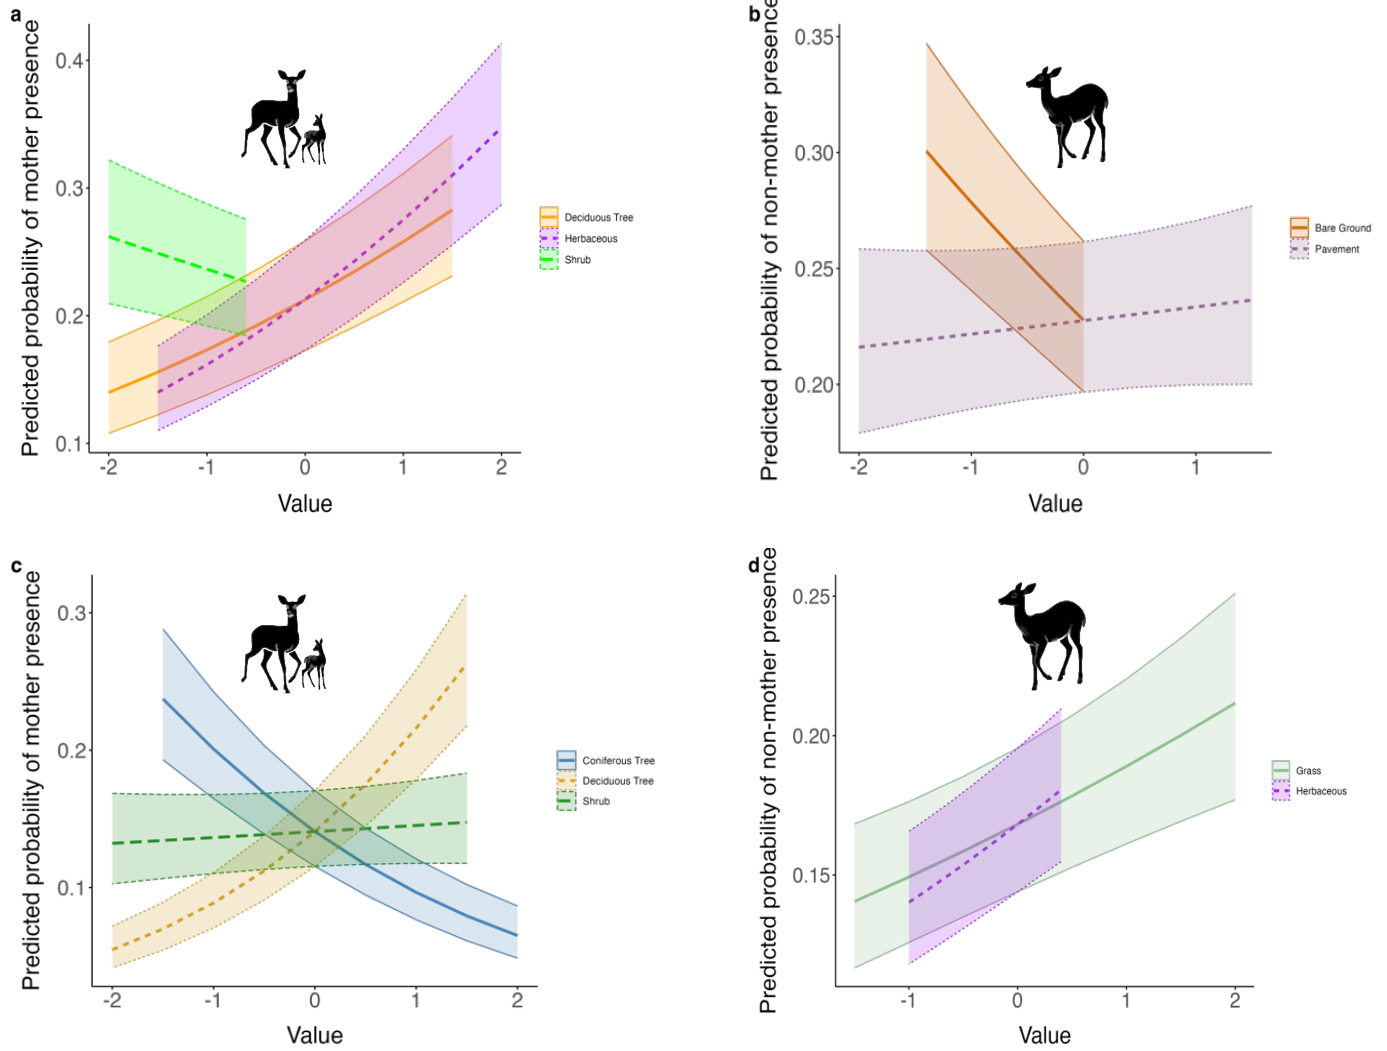 a
Predicted probability of mother presence
0.4
0.3
0.2
0.1
-2 -1 0 1 2
Value
Deciduous Tree
Herbaceous
Shrub
b
Predicted probability of non-mother presence
0.35
0.30
0.25
0.20
-2 -1 0 1
Value
Bare Ground
Pavement
c
Predicted probability of mother presence
0.3
0.2
0.1
-2 -1 0 1 2
Value
Coniferous Tree
Deciduous Tree
Shrub
d
Predicted probability of non-mother presence
0.25
0.20
0.15
-1 0 1 2
Value
Grass
Herbaceous